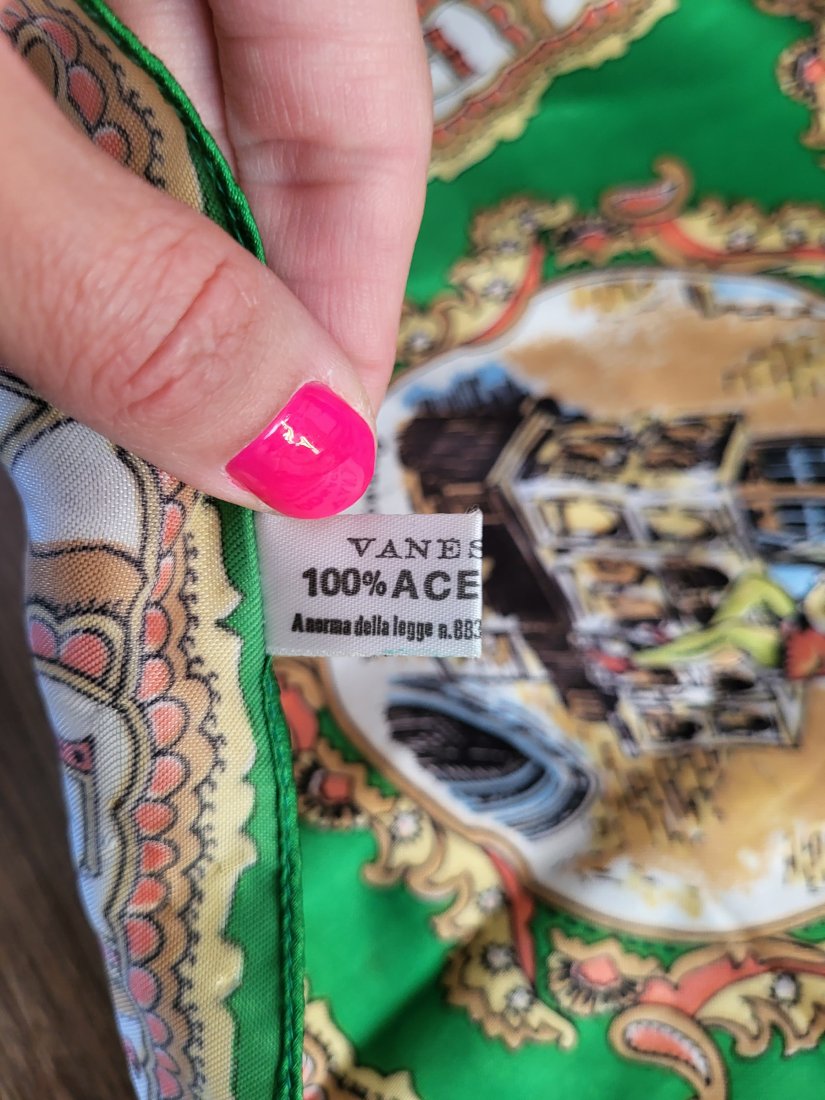 VANES
100% ACE
A norma della legge n. 883